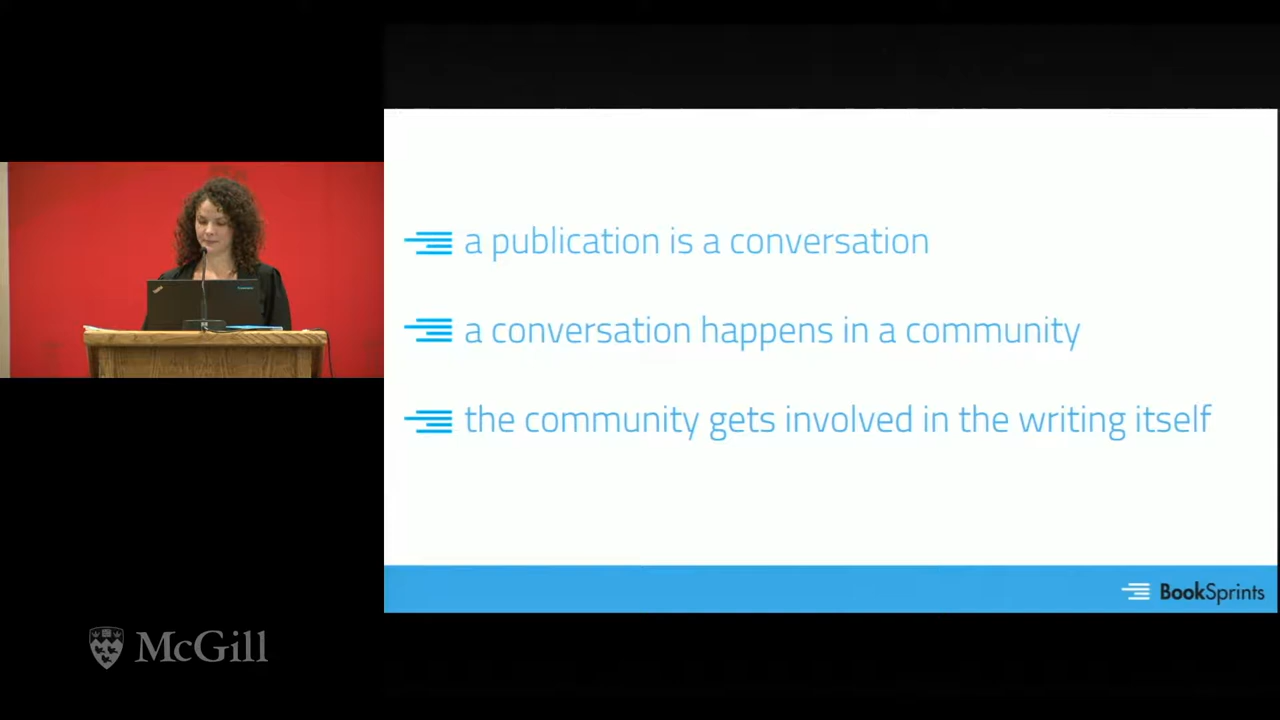 a publication is a conversation
a conversation happens in a community
the community gets involved in the writing itself
BookSprints
McGill